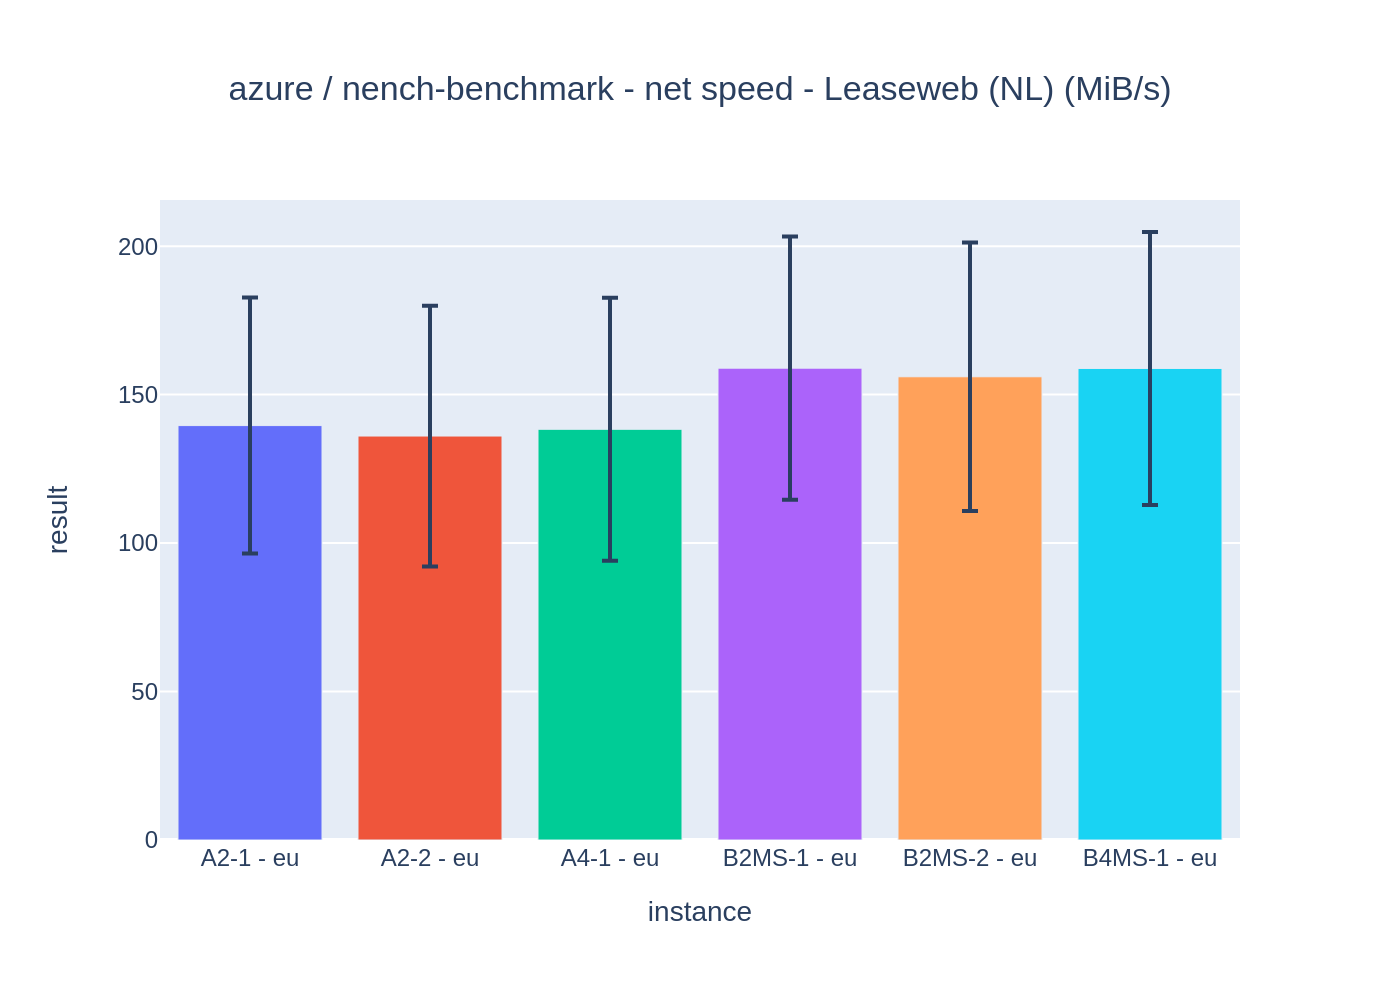 azure / nench-benchmark - net speed - Leaseweb (NL) (MiB/s)
200
150
100
50
0
result
A2-1 - eu
A2-2 - eu
A4-1 - eu
B2MS-1 - eu
B2MS-2 - eu
B4MS-1 - eu
instance